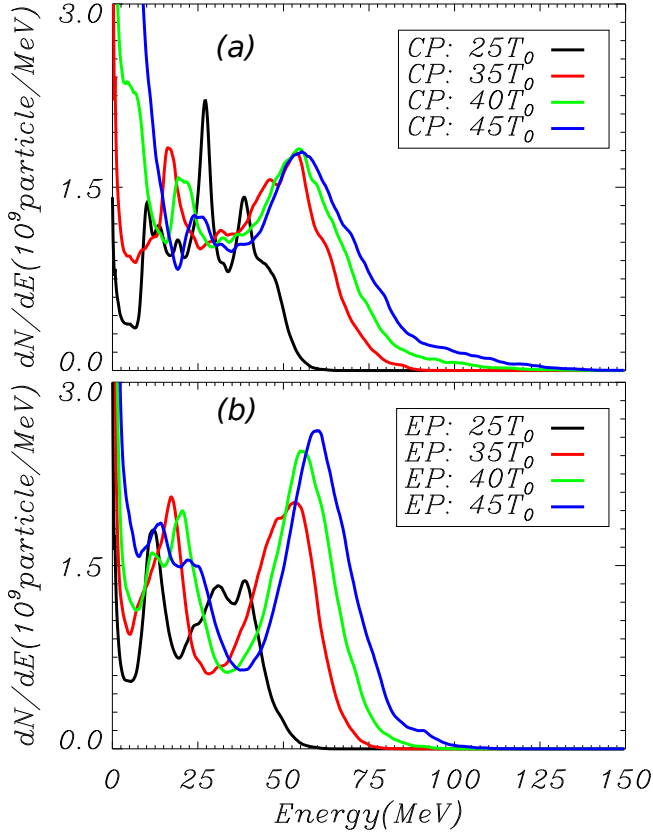 3.0
(a)
CP: 25T₀
CP: 35T₀
CP: 40T₀
CP: 45T₀
1.5
0.0
dN/dE(10⁹particle/MeV)
3.0
(b)
EP: 25T₀
EP: 35T₀
EP: 40T₀
EP: 45T₀
1.5
0.0
dN/dE(10⁹particle/MeV)
0 25 50 75 100 125 150
Energy(MeV)